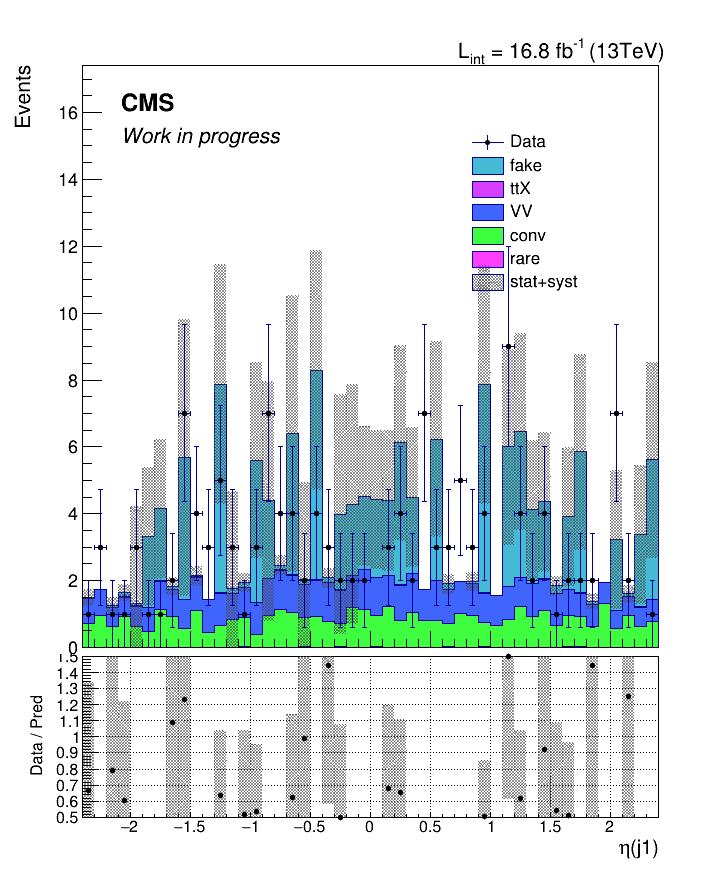 L_int = 16.8 fb^-1 (13TeV)
Events
CMS
Work in progress
Data
fake
ttX
VV
conv
rare
stat+syst
16
14
12
10
8
6
4
2
0
Data / Pred
1.5
1.4
1.3
1.2
1.1
1
0.9
0.8
0.7
0.6
0.5
−2 −1.5 −1 −0.5 0 0.5 1 1.5 2
η(j1)